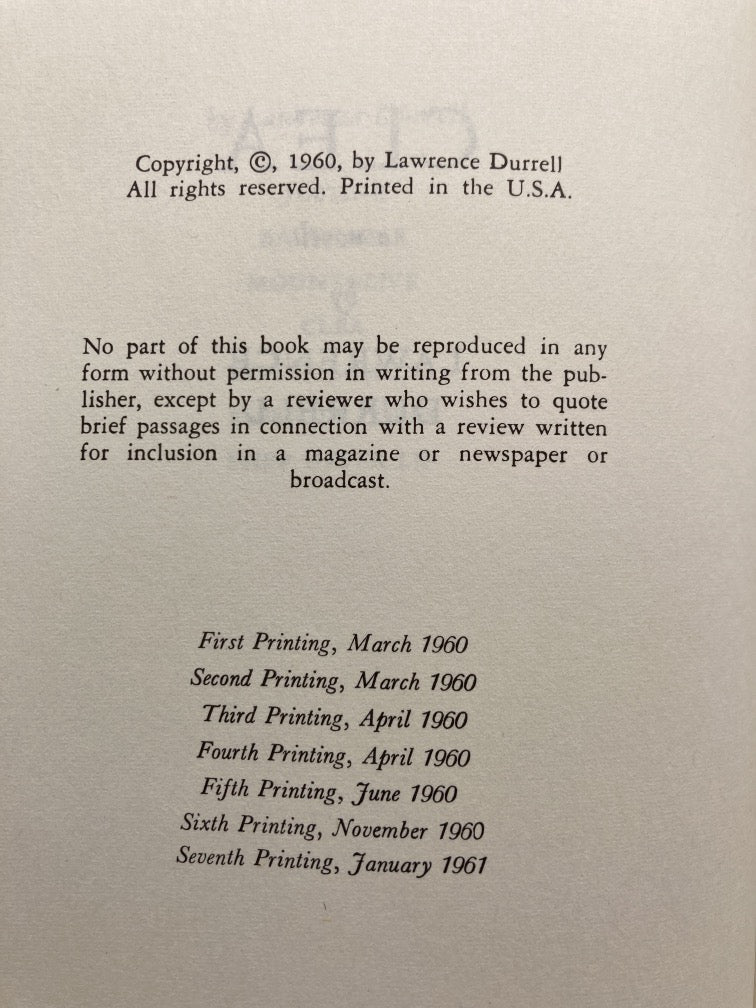 Copyright, ©, 1960, by Lawrence Durrell
All rights reserved. Printed in the U.S.A.
No part of this book may be reproduced in any
form without permission in writing from the pub-
lisher, except by a reviewer who wishes to quote
brief passages in connection with a review written
for inclusion in a magazine or newspaper or
broadcast.
First Printing, March 1960
Second Printing, March 1960
Third Printing, April 1960
Fourth Printing, April 1960
Fifth Printing, June 1960
Sixth Printing, November 1960
Seventh Printing, January 1961